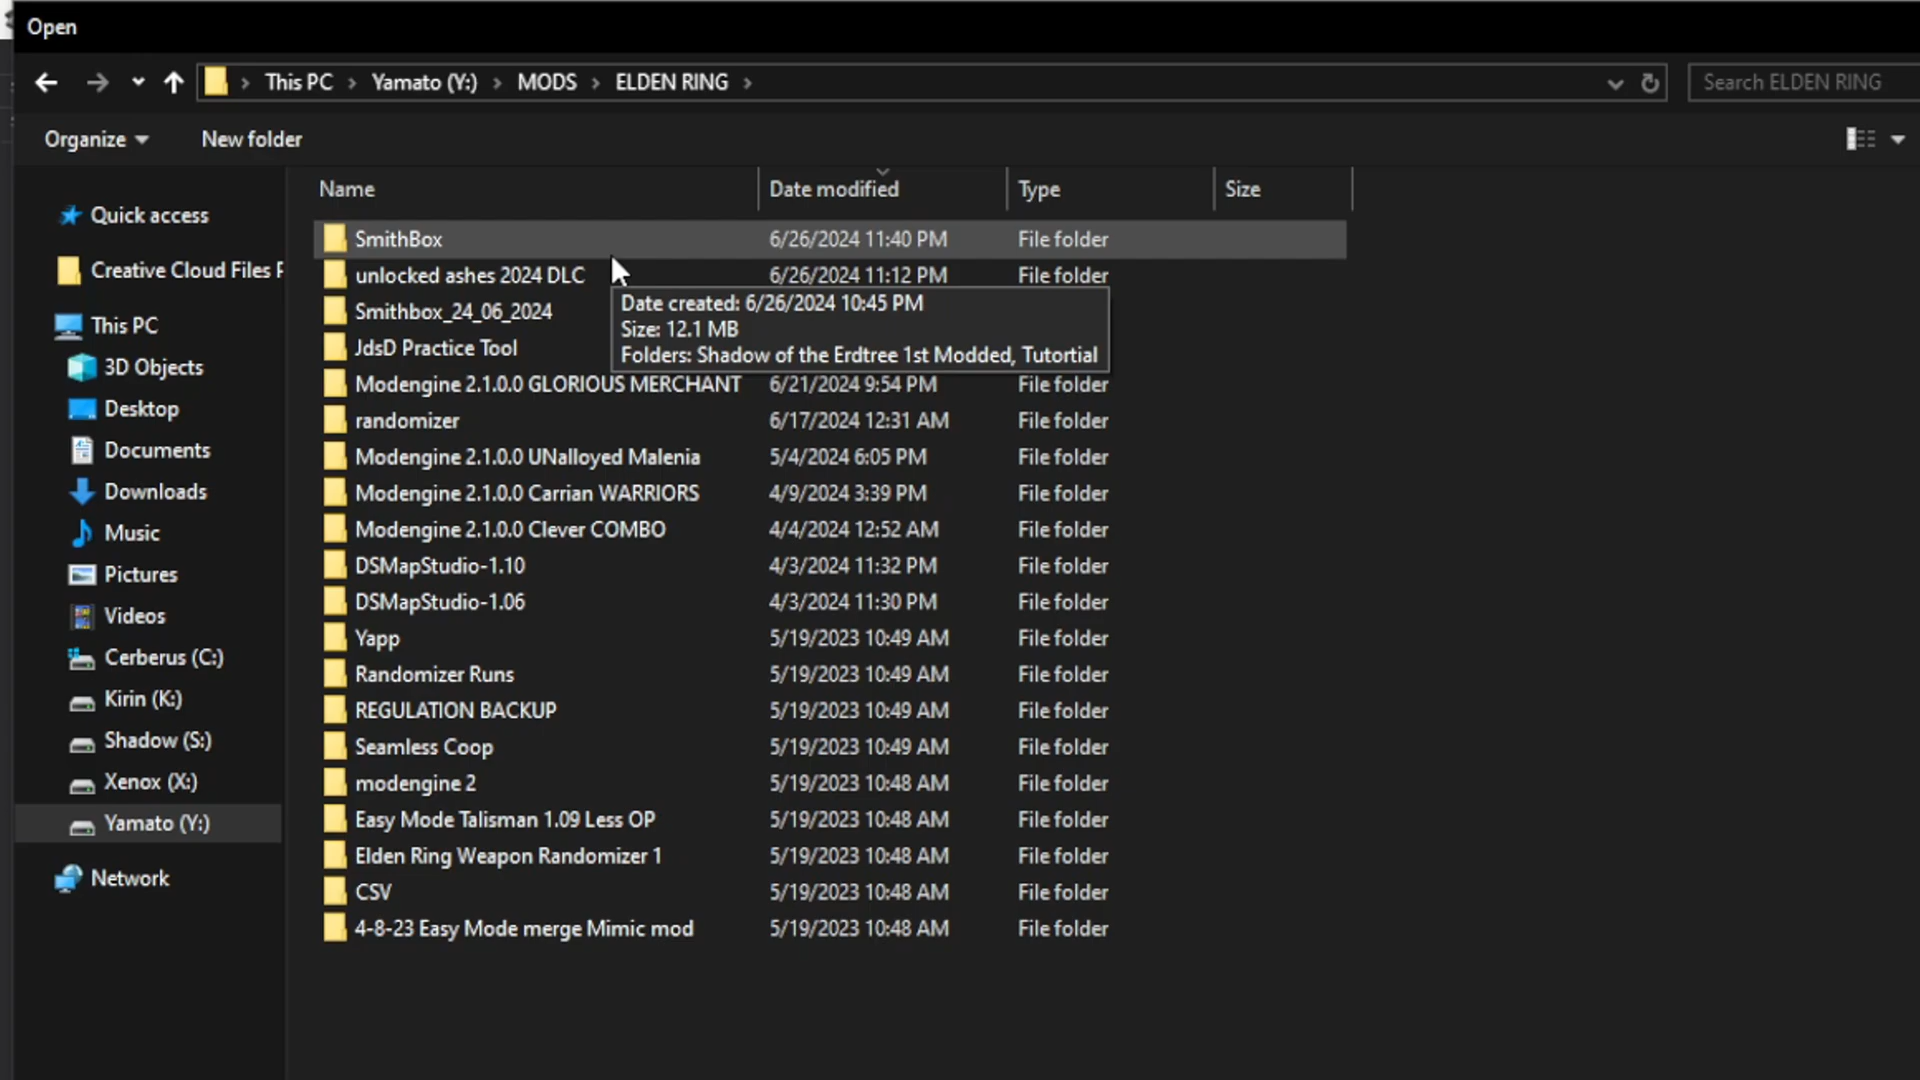 Open
This PC > Yamato (Y:) > MODS > ELDEN RING >
Search ELDEN RING
Organize
New folder
Name
Date modified
Type
Size
Quick access
Creative Cloud Files F
This PC
3D Objects
Desktop
Documents
Downloads
Music
Pictures
Videos
Cerberus (C:)
Kirin (K:)
Shadow (S:)
Xenox (X:)
Yamato (Y:)
Network
SmithBox 6/26/2024 11:40 PM File folder
unlocked ashes 2024 DLC 6/26/2024 11:12 PM File folder
Smithbox_24_06_2024
JdsD Practice Tool
Date created: 6/26/2024 10:45 PM
Size: 12.1 MB
Folders: Shadow of the Erdtree 1st Modded, Tutortial
Modengine 2.1.0.0 GLORIOUS MERCHANT 6/21/2024 9:54 PM File folder
randomizer 6/17/2024 12:31 AM File folder
Modengine 2.1.0.0 UNalloyed Malenia 5/4/2024 6:05 PM File folder
Modengine 2.1.0.0 Carrian WARRIORS 4/9/2024 3:39 PM File folder
Modengine 2.1.0.0 Clever COMBO 4/4/2024 12:52 AM File folder
DSMapStudio-1.10 4/3/2024 11:32 PM File folder
DSMapStudio-1.06 4/3/2024 11:30 PM File folder
Yapp 5/19/2023 10:49 AM File folder
Randomizer Runs 5/19/2023 10:49 AM File folder
REGULATION BACKUP 5/19/2023 10:49 AM File folder
Seamless Coop 5/19/2023 10:49 AM File folder
modengine 2 5/19/2023 10:48 AM File folder
Easy Mode Talisman 1.09 Less OP 5/19/2023 10:48 AM File folder
Elden Ring Weapon Randomizer 1 5/19/2023 10:48 AM File folder
CSV 5/19/2023 10:48 AM File folder
4-8-23 Easy Mode merge Mimic mod 5/19/2023 10:48 AM File folder